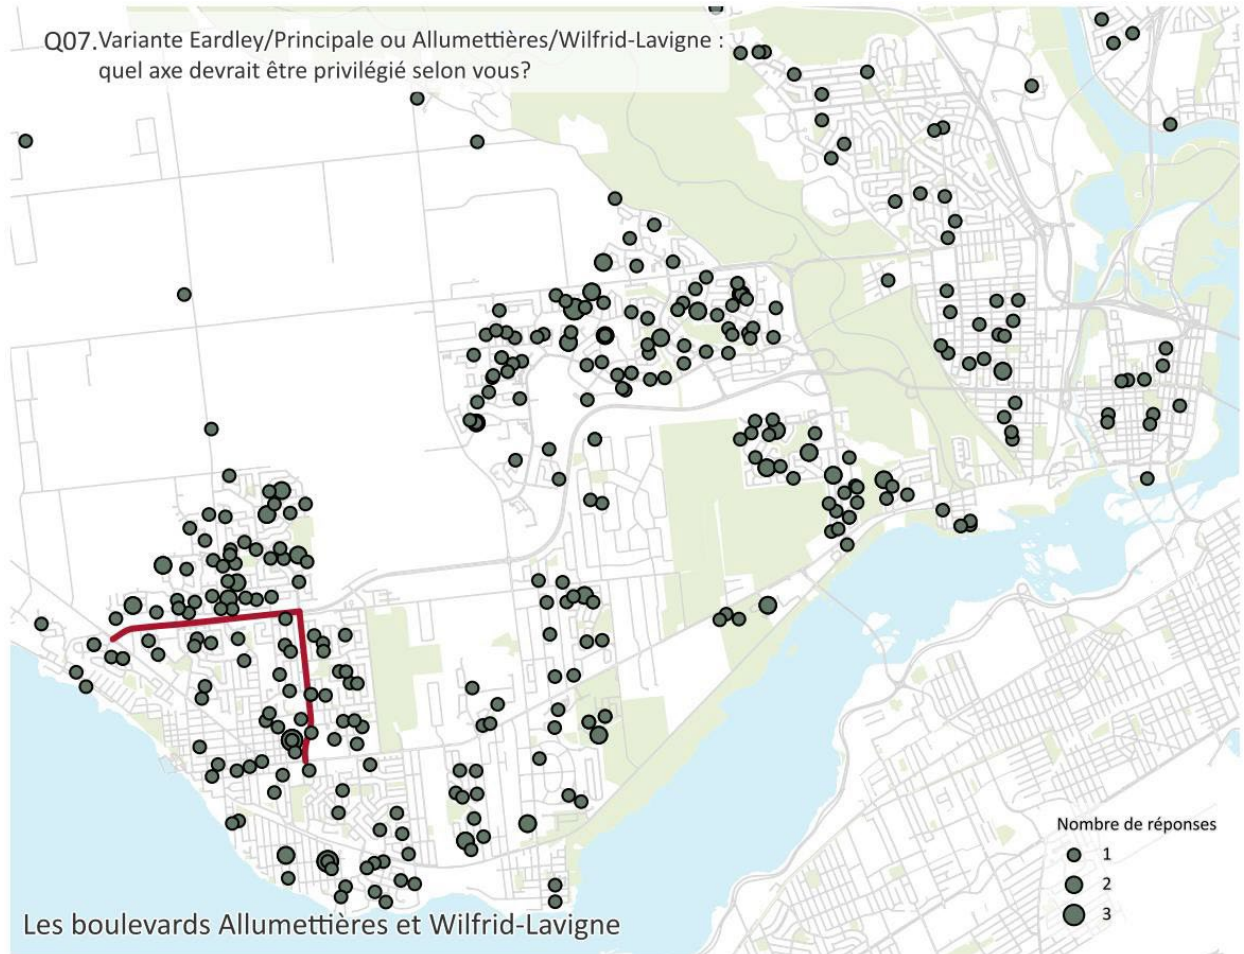 Q07. Variante Eardley/Principale ou Allumettières/Wilfrid-Lavigne :
quel axe devrait être privilégié selon vous?
Nombre de réponses
1
2
3
Les boulevards Allumettières et Wilfrid-Lavigne